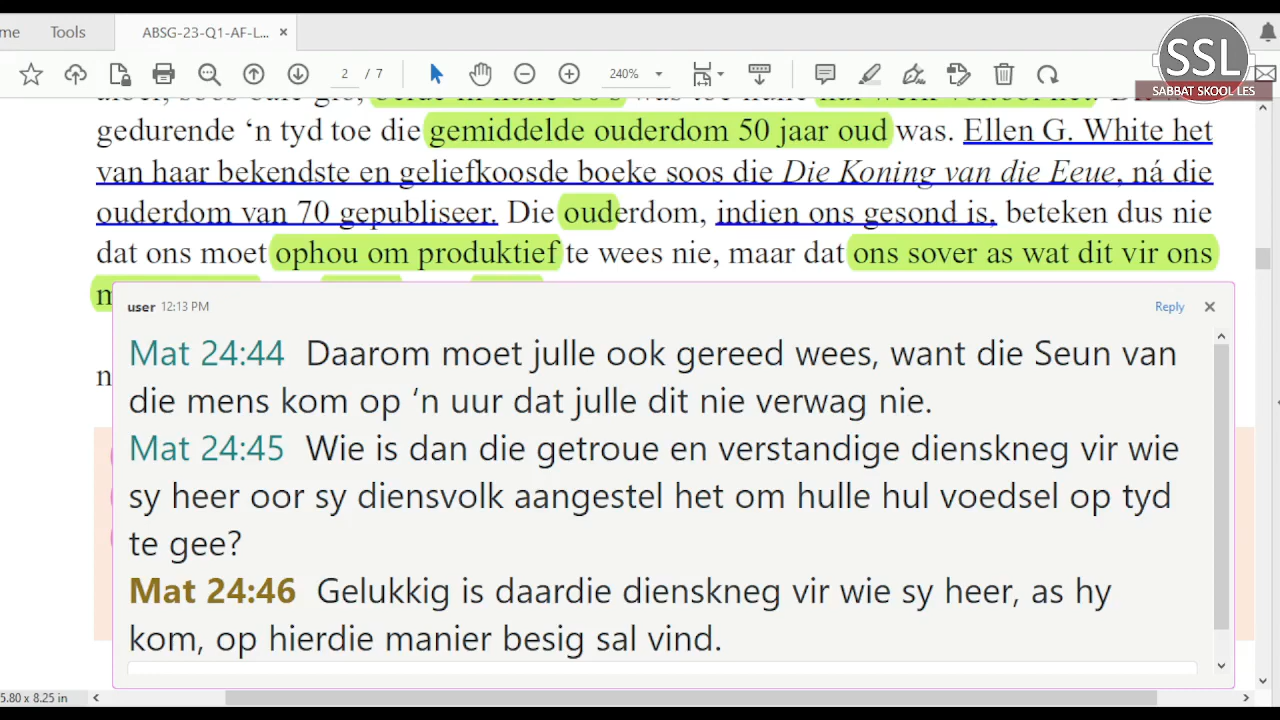 me Tools ABSG-23-Q1-AF-L... ×
SSL
SABBAT SKOOL LES
2 / 7 240%
gedurende ‘n tyd toe die gemiddelde ouderdom 50 jaar oud was. Ellen G. White het
van haar bekendste en geliefkoosde boeke soos die Die Koning van die Eeue, ná die
ouderdom van 70 gepubliseer. Die ouderdom, indien ons gesond is, beteken dus nie
dat ons moet ophou om produktief te wees nie, maar dat ons sover as wat dit vir ons
user 12:13 PM Reply ×
Mat 24:44 Daarom moet julle ook gereed wees, want die Seun van
die mens kom op ‘n uur dat julle dit nie verwag nie.
Mat 24:45 Wie is dan die getroue en verstandige dienskneg vir wie
sy heer oor sy diensvolk aangestel het om hulle hul voedsel op tyd
te gee?
Mat 24:46 Gelukkig is daardie dienskneg vir wie sy heer, as hy
kom, op hierdie manier besig sal vind.
5.80 x 8.25 in